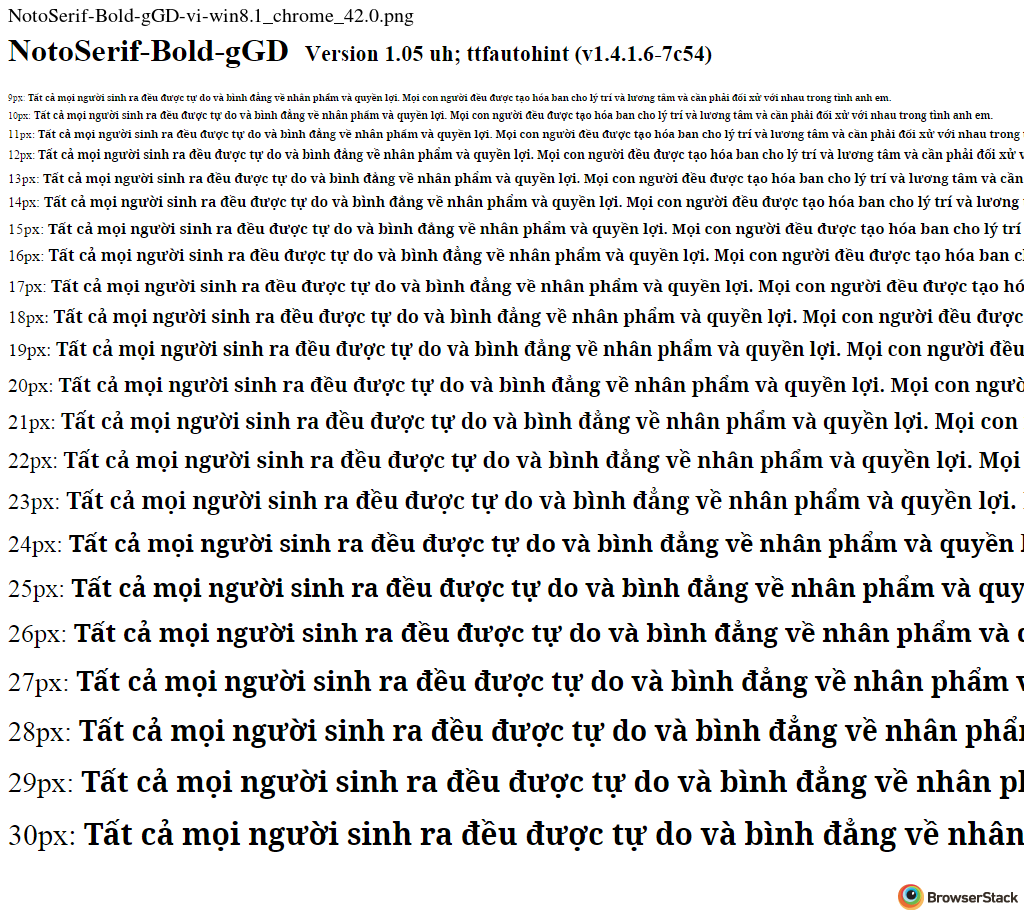 NotoSerif-Bold-gGD-vi-win8.1_chrome_42.0.png
NotoSerif-Bold-gGD Version 1.05 uh; ttfautohint (v1.4.1.6-7c54)
9px: Tất cả mọi người sinh ra đều được tự do và bình đẳng về nhân phẩm và quyền lợi. Mọi con người đều được tạo hóa ban cho lý trí và lương tâm và cần phải đối xử với nhau trong tình anh em.
10px: Tất cả mọi người sinh ra đều được tự do và bình đẳng về nhân phẩm và quyền lợi. Mọi con người đều được tạo hóa ban cho lý trí và lương tâm và cần phải đối xử với nhau trong tình anh em.
11px: Tất cả mọi người sinh ra đều được tự do và bình đẳng về nhân phẩm và quyền lợi. Mọi con người đều được tạo hóa ban cho lý trí và lương tâm và cần phải đối xử với nhau trong
12px: Tất cả mọi người sinh ra đều được tự do và bình đẳng về nhân phẩm và quyền lợi. Mọi con người đều được tạo hóa ban cho lý trí và lương tâm và cần phải đối xử
13px: Tất cả mọi người sinh ra đều được tự do và bình đẳng về nhân phẩm và quyền lợi. Mọi con người đều được tạo hóa ban cho lý trí và lương tâm và cần
14px: Tất cả mọi người sinh ra đều được tự do và bình đẳng về nhân phẩm và quyền lợi. Mọi con người đều được tạo hóa ban cho lý trí và lương
15px: Tất cả mọi người sinh ra đều được tự do và bình đẳng về nhân phẩm và quyền lợi. Mọi con người đều được tạo hóa ban cho lý trí
16px: Tất cả mọi người sinh ra đều được tự do và bình đẳng về nhân phẩm và quyền lợi. Mọi con người đều được tạo hóa ban
17px: Tất cả mọi người sinh ra đều được tự do và bình đẳng về nhân phẩm và quyền lợi. Mọi con người đều được tạo hó
18px: Tất cả mọi người sinh ra đều được tự do và bình đẳng về nhân phẩm và quyền lợi. Mọi con người đều được
19px: Tất cả mọi người sinh ra đều được tự do và bình đẳng về nhân phẩm và quyền lợi. Mọi con người đều
20px: Tất cả mọi người sinh ra đều được tự do và bình đẳng về nhân phẩm và quyền lợi. Mọi con ngườ
21px: Tất cả mọi người sinh ra đều được tự do và bình đẳng về nhân phẩm và quyền lợi. Mọi con
22px: Tất cả mọi người sinh ra đều được tự do và bình đẳng về nhân phẩm và quyền lợi. Mọi
23px: Tất cả mọi người sinh ra đều được tự do và bình đẳng về nhân phẩm và quyền lợi.
24px: Tất cả mọi người sinh ra đều được tự do và bình đẳng về nhân phẩm và quyền
25px: Tất cả mọi người sinh ra đều được tự do và bình đẳng về nhân phẩm và quy
26px: Tất cả mọi người sinh ra đều được tự do và bình đẳng về nhân phẩm và
27px: Tất cả mọi người sinh ra đều được tự do và bình đẳng về nhân phẩm
28px: Tất cả mọi người sinh ra đều được tự do và bình đẳng về nhân phẩ
29px: Tất cả mọi người sinh ra đều được tự do và bình đẳng về nhân p
30px: Tất cả mọi người sinh ra đều được tự do và bình đẳng về nhân
BrowserStack